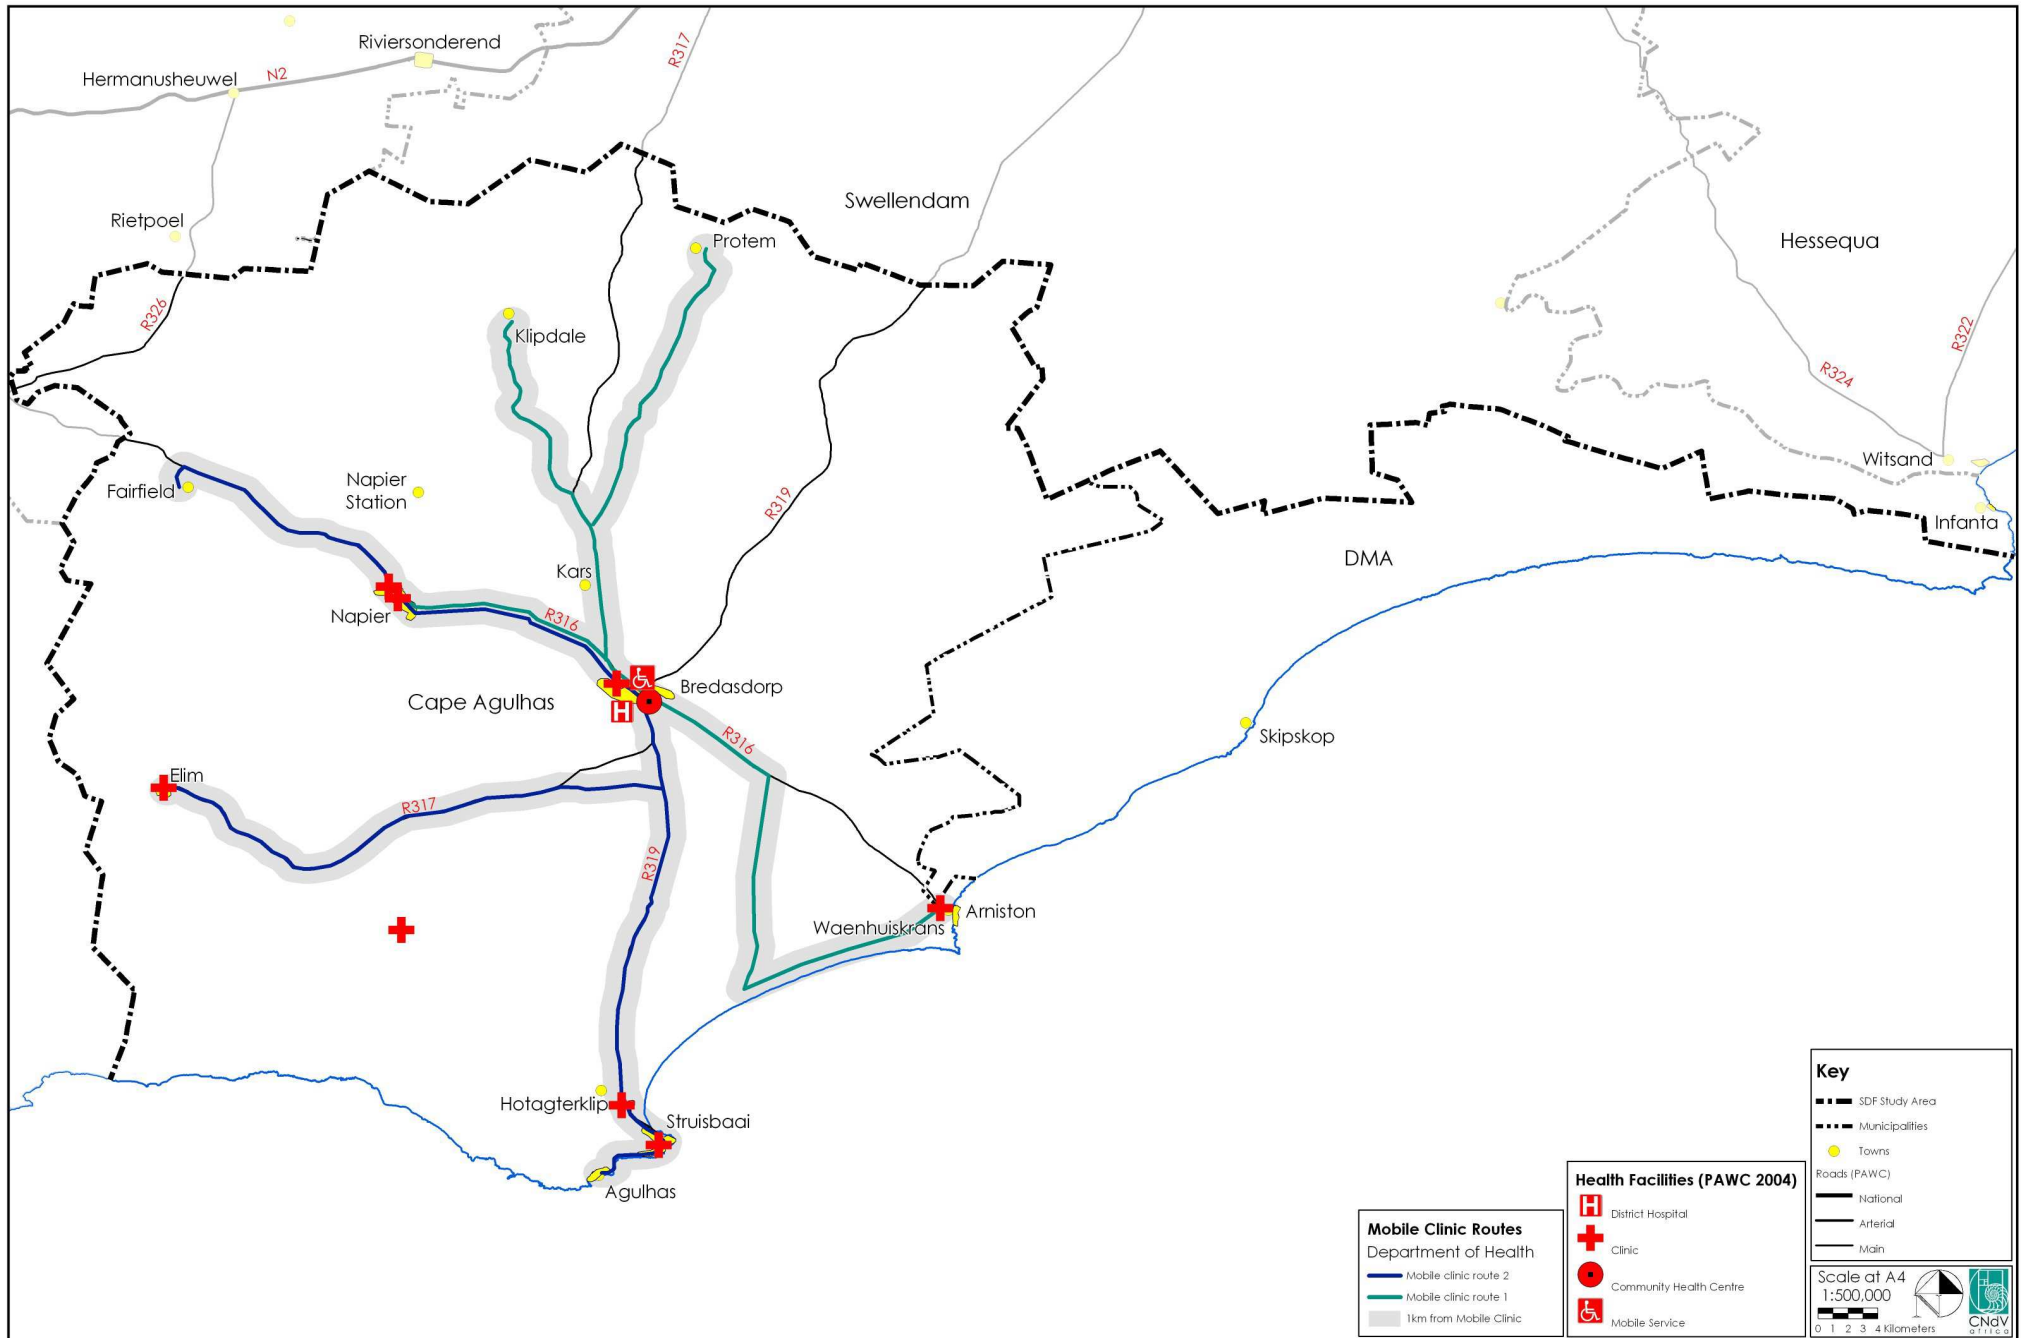 Riviersonderend
R317
Hermanusheuwel
N2
Swellendam
Rietpoel
Protem
Hessequa
R326
Klipdale
R322
R324
Witsand
Napier
Station
Fairfield
R319
Infanta
DMA
Kars
Napier
R316
Bredasdorp
Cape Agulhas
R316
Skipskop
Elim
R317
R319
Arniston
Waenhuiskrans
Hotagterklip
Struisbaai
Agulhas
Mobile Clinic Routes
Department of Health
Mobile clinic route 2
Mobile clinic route 1
1km from Mobile Clinic
Health Facilities (PAWC 2004)
H District Hospital
Clinic
Community Health Centre
Mobile Service
Key
SDF Study Area
Municipalities
Towns
Roads (PAWC)
National
Arterial
Main
Scale at A4
1:500,000
0 1 2 3 4 Kilometers
CNdV
africa
H